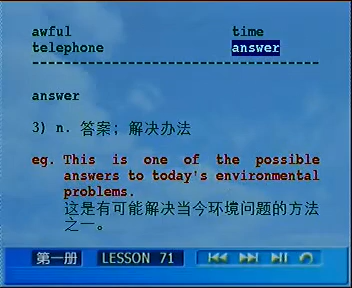 awful time
telephone answer
answer
3) n. 答案；解决办法
eg. This is one of the possible
answers to today's environmental
problems.
这是有可能解决当今环境问题的方法
之一。
第一册 LESSON 71